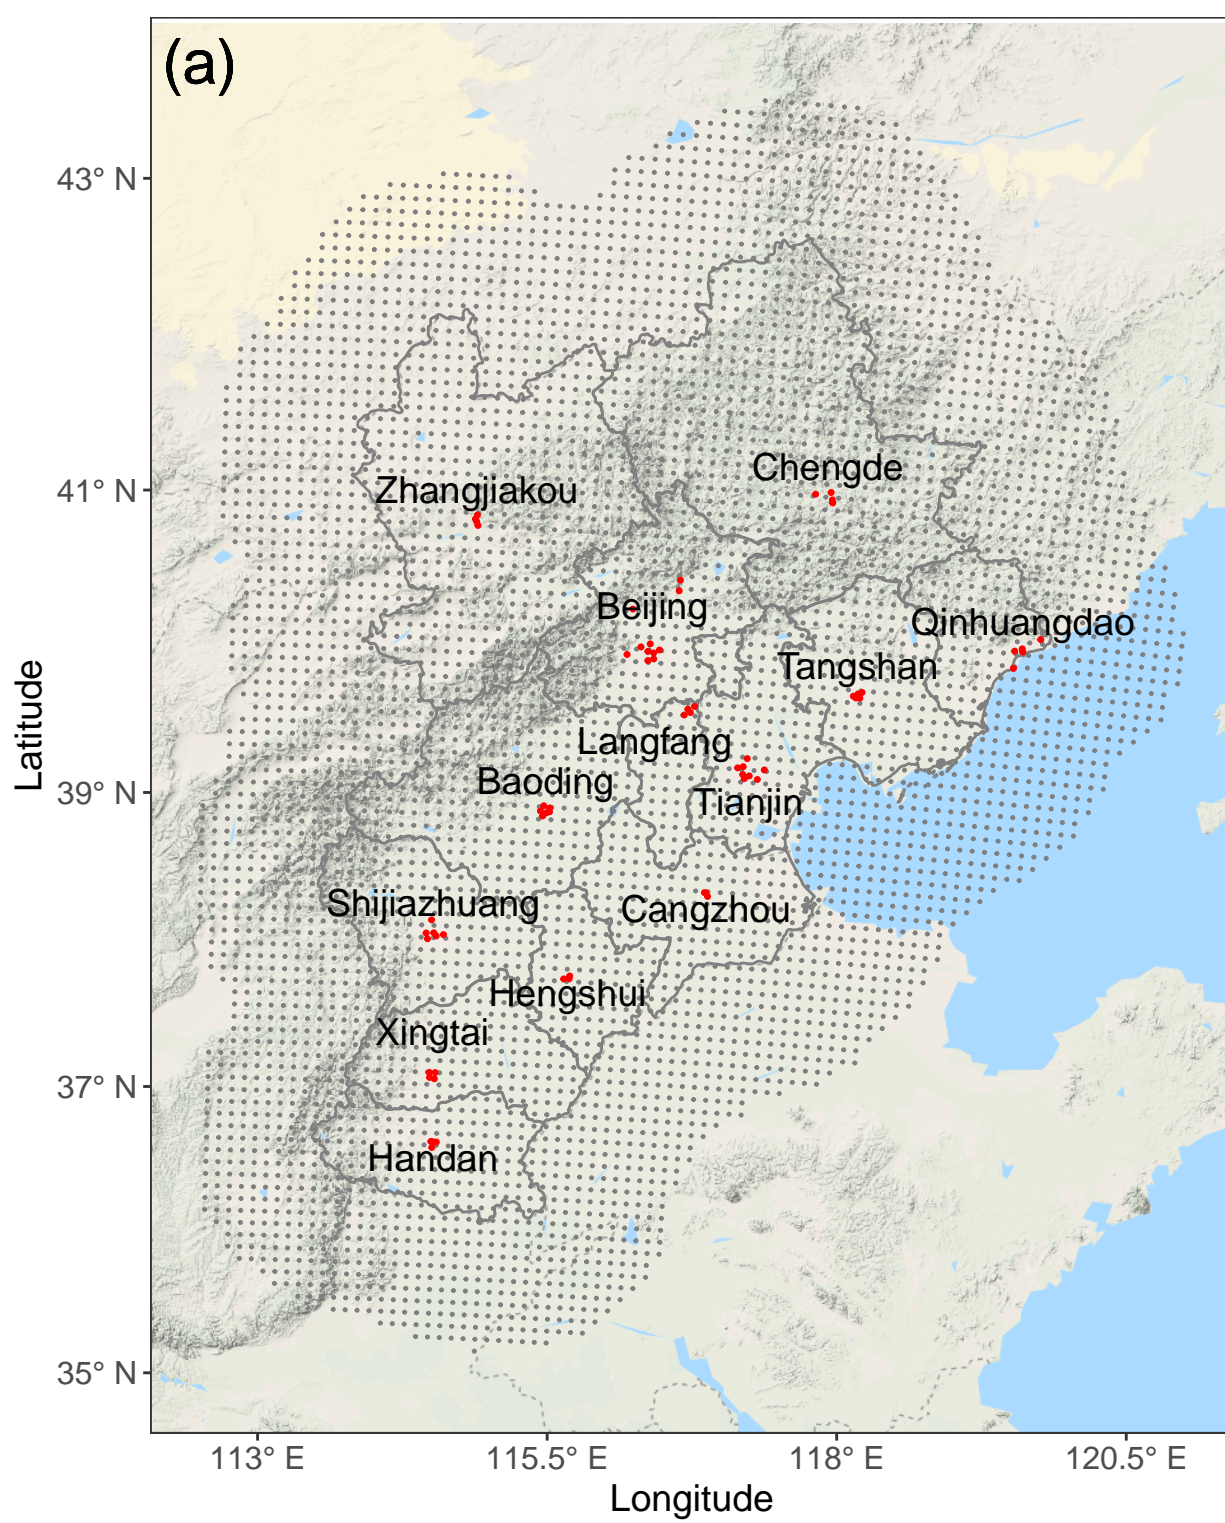 (a)
43° N
Chengde
Zhangjiakou
41° N
Beijing
Qinhuangdao
Tangshan
Langfang
Baoding
39° N
Tianjin
Shijiazhuang
Cangzhou
Hengshui
Xingtai
37° N
Handan
35° N
Latitude
113° E
115.5° E
118° E
120.5° E
Longitude